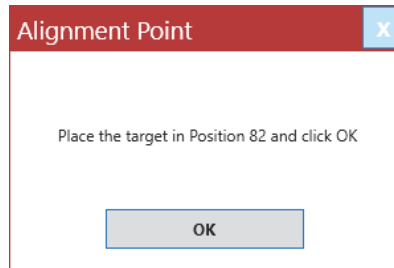 Alignment Point
X
Place the target in Position 82 and click OK
OK